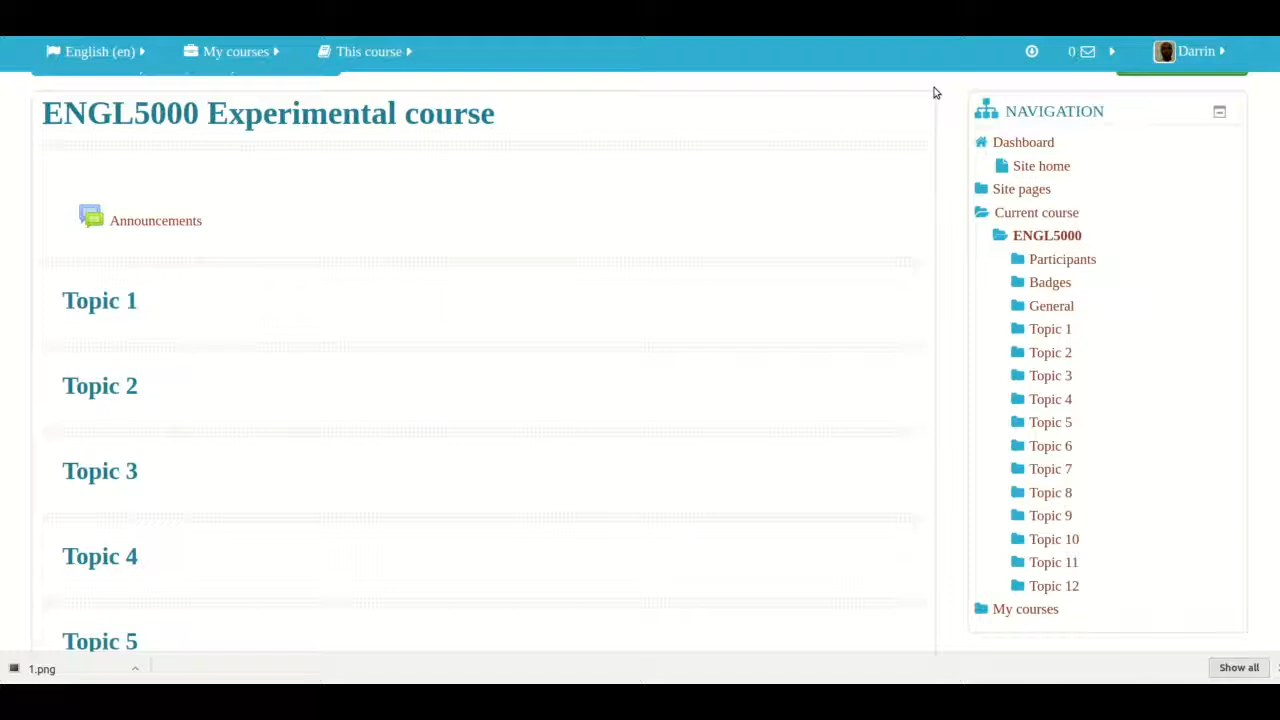 English (en) My courses This course 0 Darrin
ENGL5000 Experimental course
Announcements
Topic 1
Topic 2
Topic 3
Topic 4
Topic 5
NAVIGATION
Dashboard
Site home
Site pages
Current course
ENGL5000
Participants
Badges
General
Topic 1
Topic 2
Topic 3
Topic 4
Topic 5
Topic 6
Topic 7
Topic 8
Topic 9
Topic 10
Topic 11
Topic 12
My courses
1.png
Show all